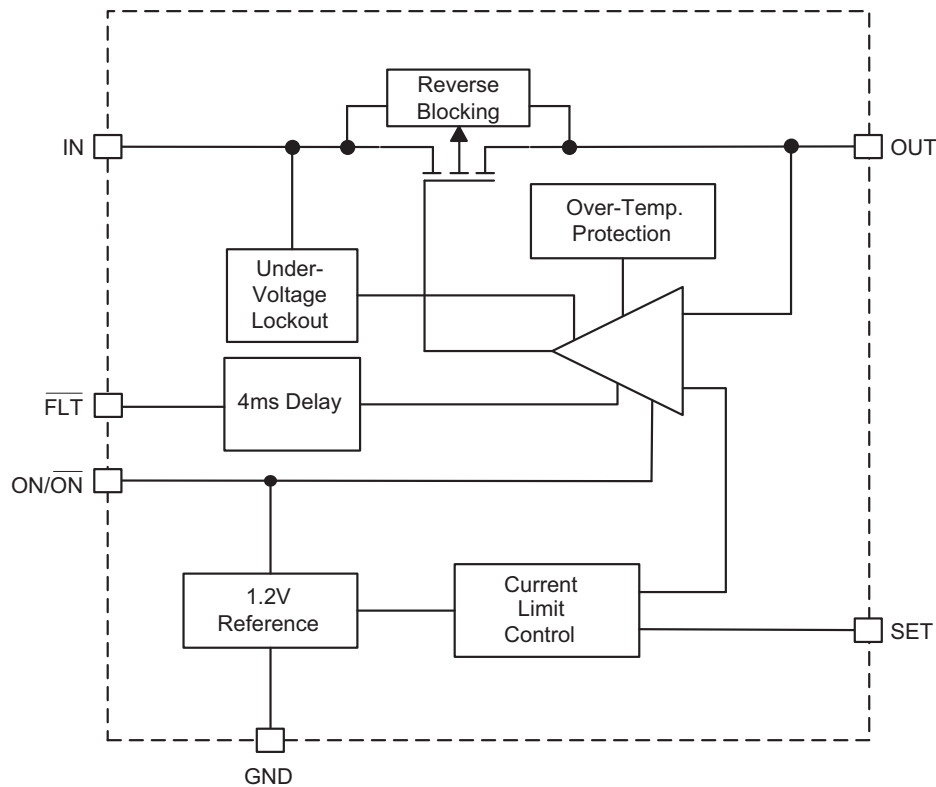 Reverse
Blocking
IN
OUT
Over-Temp.
Protection
Under-
Voltage
Lockout
FLT
4ms Delay
ON/ON
1.2V
Reference
Current
Limit
Control
SET
GND